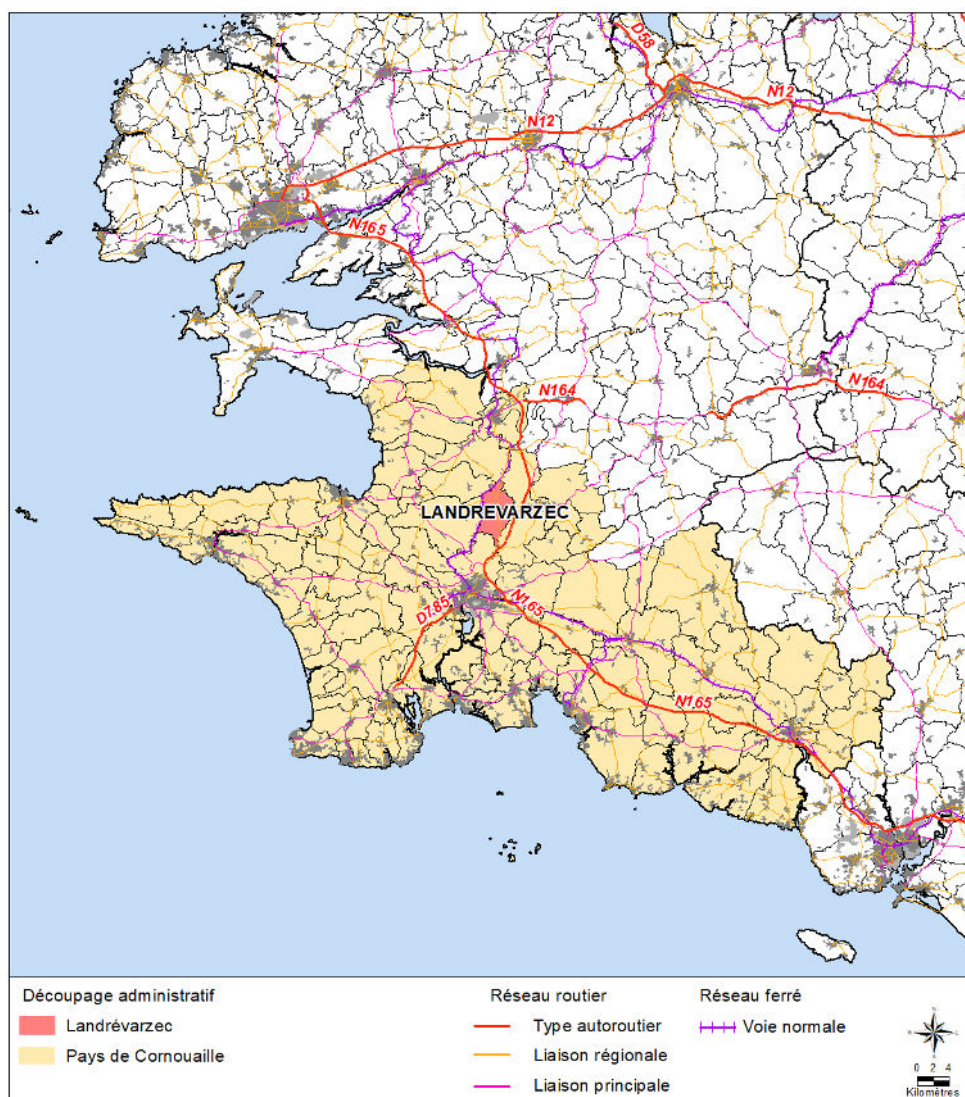 D58
N12
N12
N165
N164
N164
LANDREVARZEC
D785
N165
N165
Découpage administratif
Landrévarzec
Pays de Cornouaille
Réseau routier
Type autoroutier
Liaison régionale
Liaison principale
Réseau ferré
Voie normale
N
0 2 4
Kilomètres